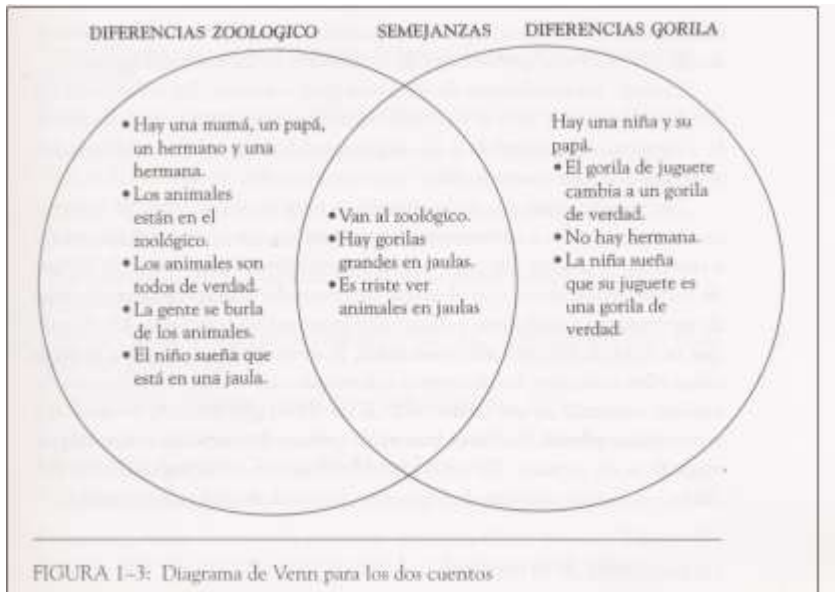 DIFERENCIAS ZOOLOGICO
SEMEJANZAS
DIFERENCIAS GORILA
• Hay una mamá, un papá,
un hermano y una
hermana.
• Los animales
están en el
zoológico.
• Los animales son
todos de verdad.
• La gente se burla
de los animales.
• El niño sueña que
está en una jaula.
• Van al zoológico.
• Hay gorilas
grandes en jaulas.
• Es triste ver
animales en jaulas
Hay una niña y su
papá.
• El gorila de juguete
cambia a un gorila
de verdad.
• No hay hermana.
• La niña sueña
que su juguete es
una gorila de
verdad.
FIGURA 1–3: Diagrama de Venn para los dos cuentos